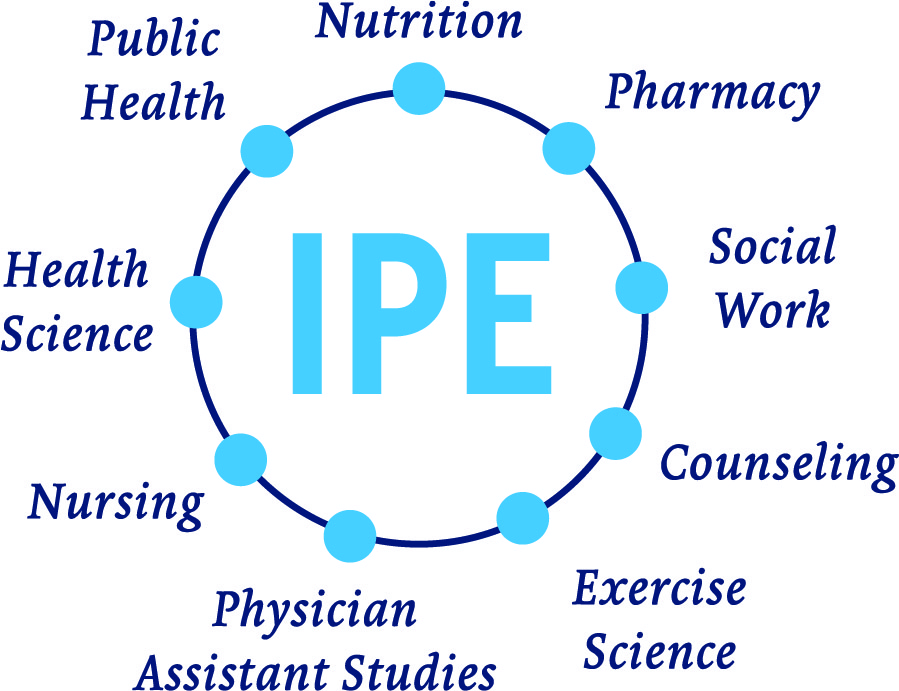 Nutrition
Public
Health
Pharmacy
Social
Work
Health
Science
IPE
Counseling
Nursing
Exercise
Science
Physician
Assistant Studies